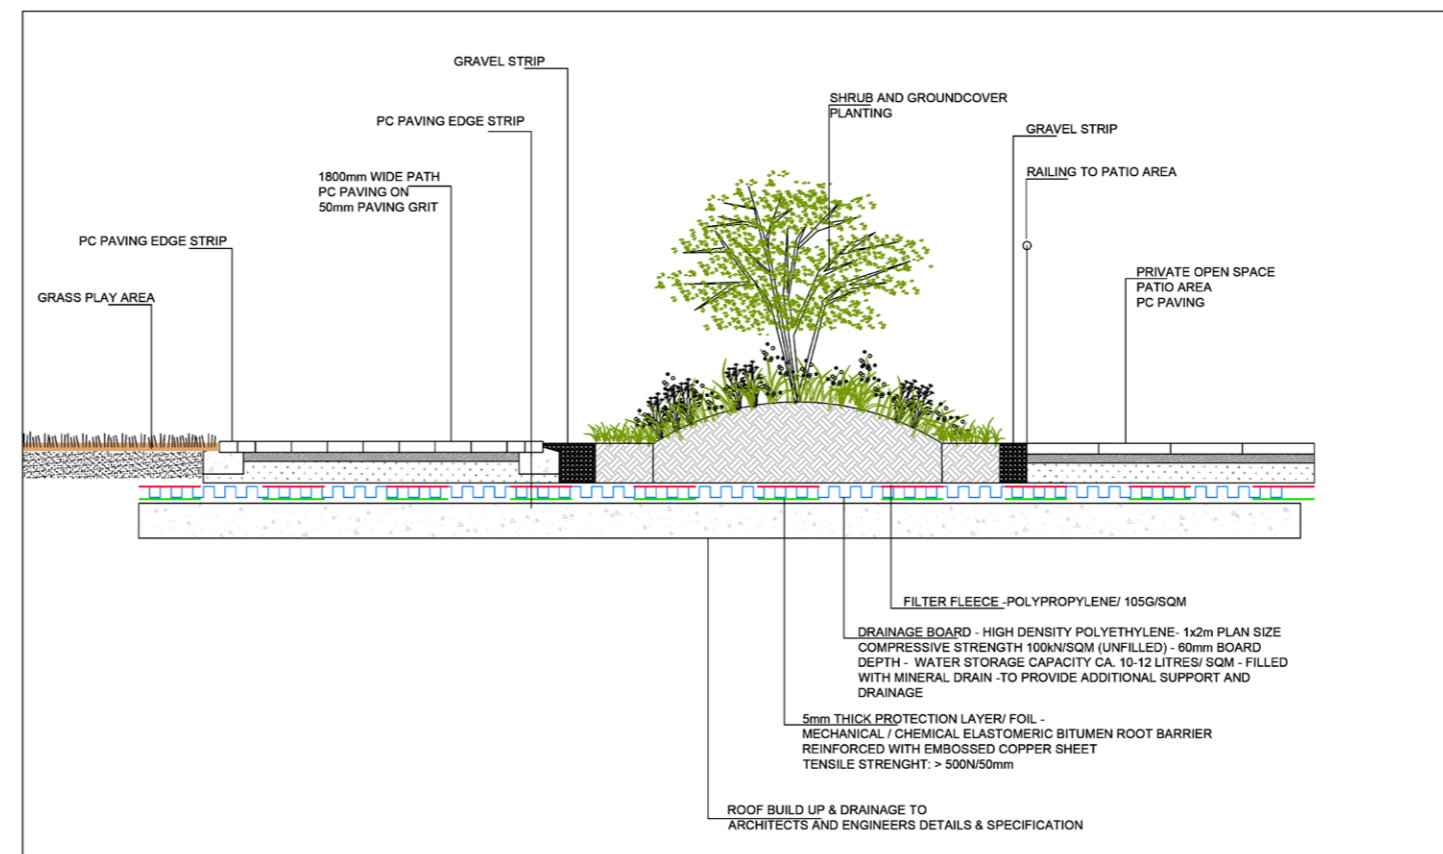 GRAVEL STRIP
SHRUB AND GROUNDCOVER
PLANTING
PC PAVING EDGE STRIP
GRAVEL STRIP
1800mm WIDE PATH
PC PAVING ON
50mm PAVING GRIT
RAILING TO PATIO AREA
PC PAVING EDGE STRIP
GRASS PLAY AREA
PRIVATE OPEN SPACE
PATIO AREA
PC PAVING
FILTER FLEECE -POLYPROPYLENE/ 105G/SQM
DRAINAGE BOARD - HIGH DENSITY POLYETHYLENE- 1x2m PLAN SIZE
COMPRESSIVE STRENGTH 100kN/SQM (UNFILLED) - 60mm BOARD
DEPTH - WATER STORAGE CAPACITY CA. 10-12 LITRES/ SQM - FILLED
WITH MINERAL DRAIN -TO PROVIDE ADDITIONAL SUPPORT AND
DRAINAGE
5mm THICK PROTECTION LAYER/ FOIL -
MECHANICAL / CHEMICAL ELASTOMERIC BITUMEN ROOT BARRIER
REINFORCED WITH EMBOSSED COPPER SHEET
TENSILE STRENGHT: > 500N/50mm
ROOF BUILD UP & DRAINAGE TO
ARCHITECTS AND ENGINEERS DETAILS & SPECIFICATION